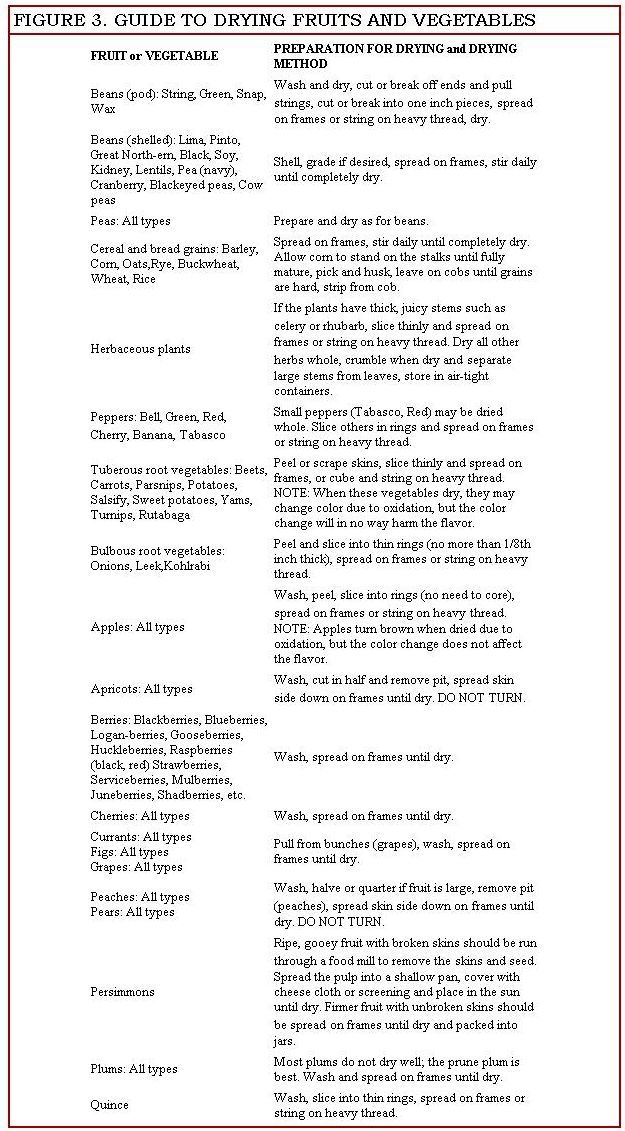 FIGURE 3. GUIDE TO DRYING FRUITS AND VEGETABLES
FRUIT or VEGETABLE
PREPARATION FOR DRYING and DRYING
METHOD
Beans (pod): String, Green, Snap,
Wax
Wash and dry, cut or break off ends and pull
strings, cut or break into one inch pieces, spread
on frames or string on heavy thread, dry.
Beans (shelled): Lima, Pinto,
Great North-ern, Black, Soy,
Kidney, Lentils, Pea (navy),
Cranberry, Blackeyed peas, Cow
peas
Shell, grade if desired, spread on frames, stir daily
until completely dry.
Peas: All types
Prepare and dry as for beans.
Cereal and bread grains: Barley,
Corn, Oats,Rye, Buckwheat,
Wheat, Rice
Spread on frames, stir daily until completely dry.
Allow corn to stand on the stalks until fully
mature, pick and husk, leave on cobs until grains
are hard, strip from cob.
Herbaceous plants
If the plants have thick, juicy stems such as
celery or rhubarb, slice thinly and spread on
frames or string on heavy thread. Dry all other
herbs whole, crumble when dry and separate
large stems from leaves, store in air-tight
containers.
Peppers: Bell, Green, Red,
Cherry, Banana, Tabasco
Small peppers (Tabasco, Red) may be dried
whole. Slice others in rings and spread on frames
or string on heavy thread.
Tuberous root vegetables: Beets,
Carrots, Parsnips, Potatoes,
Salsify, Sweet potatoes, Yams,
Turnips, Rutabaga
Peel or scrape skins, slice thinly and spread on
frames, or cube and string on heavy thread.
NOTE: When these vegetables dry, they may
change color due to oxidation, but the color
change will in no way harm the flavor.
Bulbous root vegetables:
Onions, Leek,Kohlrabi
Peel and slice into thin rings (no more than 1/8th
inch thick), spread on frames or string on heavy
thread.
Apples: All types
Wash, peel, slice into rings (no need to core),
spread on frames or string on heavy thread.
NOTE: Apples turn brown when dried due to
oxidation, but the color change does not affect
the flavor.
Apricots: All types
Wash, cut in half and remove pit, spread skin
side down on frames until dry. DO NOT TURN.
Berries: Blackberries, Blueberries,
Logan-berries, Gooseberries,
Huckleberries, Raspberries
(black, red) Strawberries,
Serviceberries, Mulberries,
Juneberries, Shadberries, etc.
Wash, spread on frames until dry.
Cherries: All types
Wash, spread on frames until dry.
Currants: All types
Figs: All types
Grapes: All types
Pull from bunches (grapes), wash, spread on
frames until dry.
Peaches: All types
Pears: All types
Wash, halve or quarter if fruit is large, remove pit
(peaches), spread skin side down on frames until
dry. DO NOT TURN.
Persimmons
Ripe, gooey fruit with broken skins should be run
through a food mill to remove the skins and seed.
Spread the pulp into a shallow pan, cover with
cheese cloth or screening and place in the sun
until dry. Firmer fruit with unbroken skins should
be spread on frames until dry and packed into
jars.
Plums: All types
Most plums do not dry well; the prune plum is
best. Wash and spread on frames until dry.
Quince
Wash, slice into thin rings, spread on frames or
string on heavy thread.